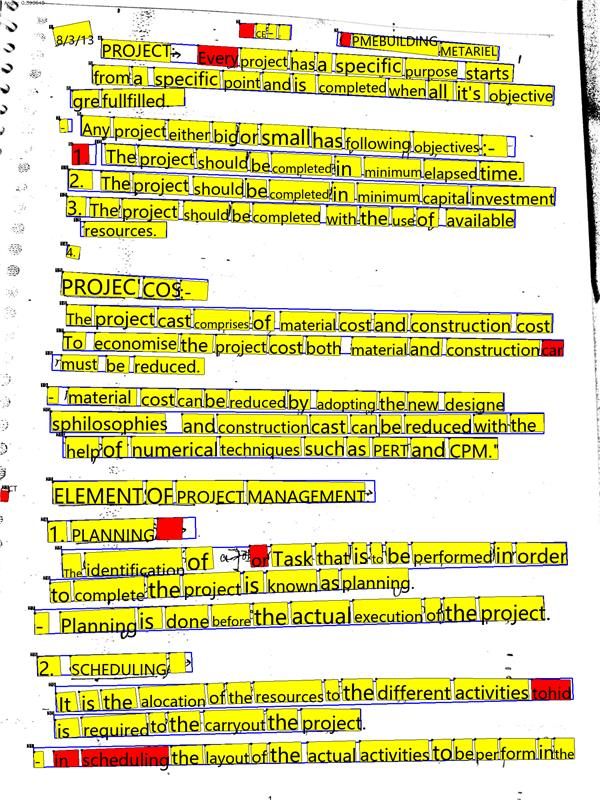 8/3/13 CE-
PMEBUILDING METARIEL
PROJECT:- Every project has a specific purpose starts
from a specific point and is completed when all it's objective
gre fullfilled..
- Any project either bigor small has following objectives:-
1. The project should be completed in minimum elapsed time.
2. The project should be completed in minimum capital investment
3. The project should be completed with the use of available
resources.
4.
PROJEC' COS:-
The project cast comprises of material cost and construction cost
To economise the project cost both material and construction car
must be reduced.
- material cost can be reduced by adopting the new designe
sphilosophies and construction cast can be reduced with the
help of numerical techniques such as PERT and CPM."
ELEMENT OF PROJECT MANAGEMENT
1. PLANNING
The identification of or Task that is to be performed in order
to complete the project is known as planning.
- Planning is done before the actual execution of the project.
2. SCHEDULING
It is the alocation of the resources to the different activities tohio
is required to the carryout the project.
- in scheduling the layout of the actual activities to be per form in the